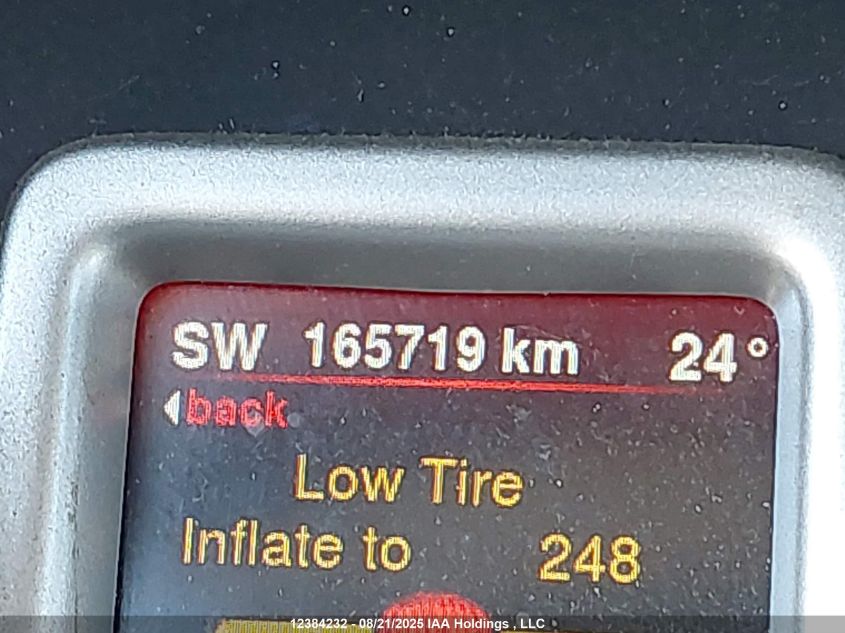 SW 165719 km 24°
back
Low Tire
Inflate to 248
12384232 - 08/21/2025 IAA Holdings , LLC